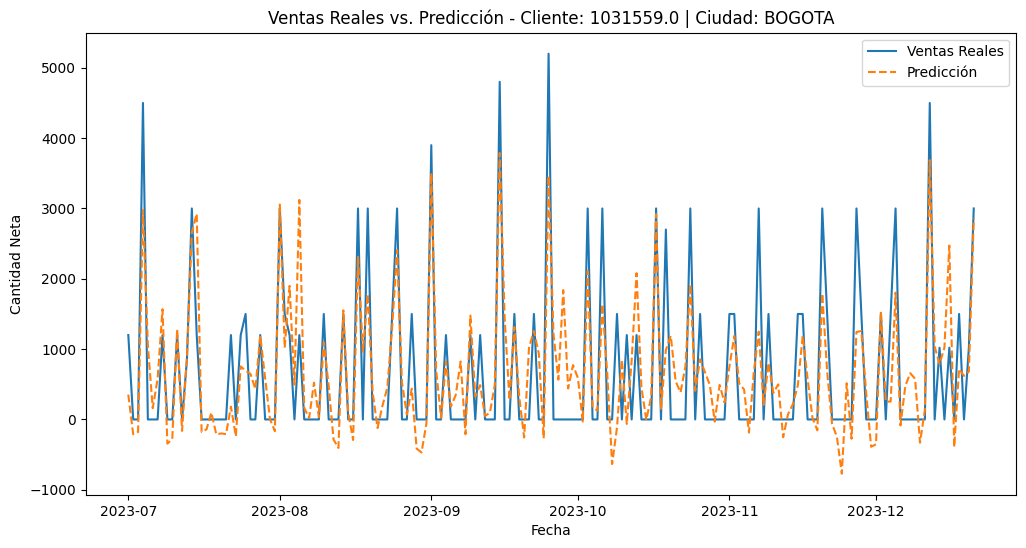 Ventas Reales vs. Predicción - Cliente: 1031559.0 | Ciudad: BOGOTA
Ventas Reales
Predicción
Cantidad Neta
5000
4000
3000
2000
1000
0
−1000
2023-07
2023-08
2023-09
2023-10
2023-11
2023-12
Fecha